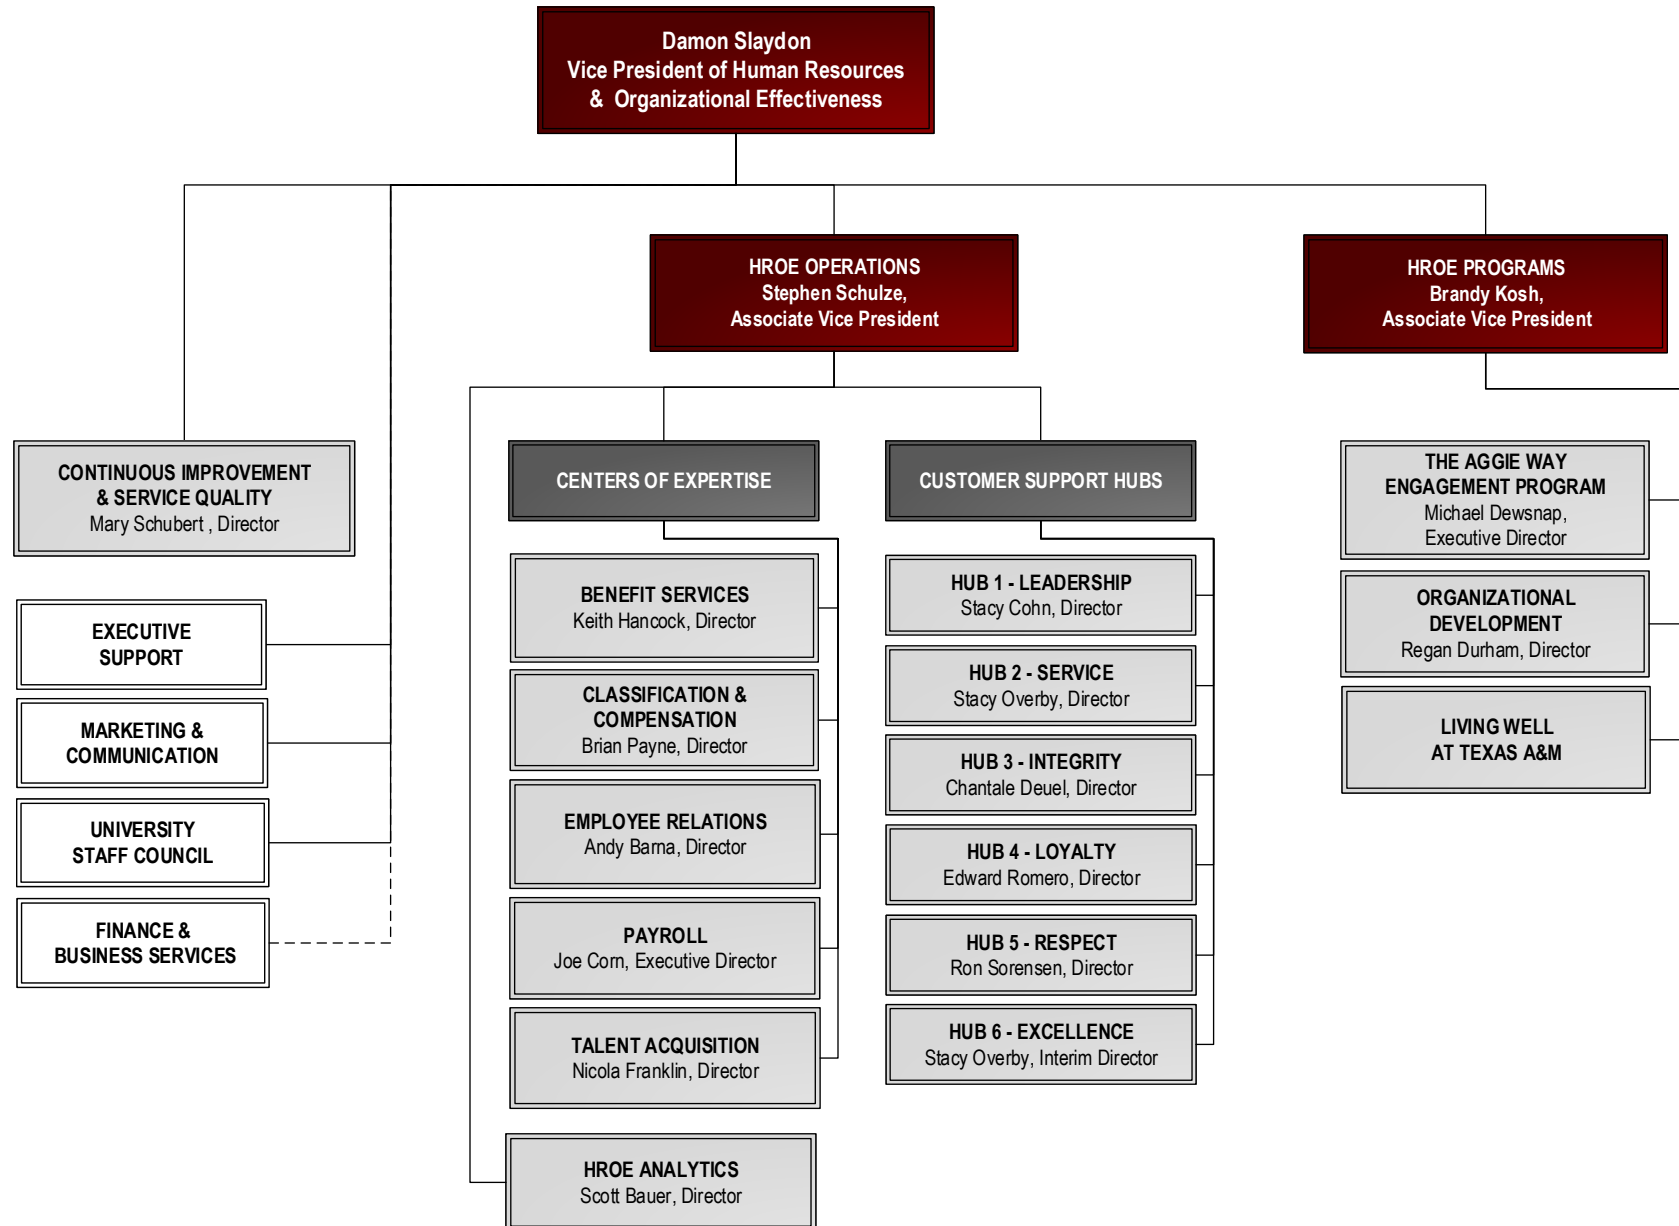 Damon Slaydon
Vice President of Human Resources
& Organizational Effectiveness
HROE OPERATIONS
Stephen Schulze,
Associate Vice President
HROE PROGRAMS
Brandy Kosh,
Associate Vice President
CONTINUOUS IMPROVEMENT
& SERVICE QUALITY
Mary Schubert , Director
EXECUTIVE
SUPPORT
MARKETING &
COMMUNICATION
UNIVERSITY
STAFF COUNCIL
FINANCE &
BUSINESS SERVICES
CENTERS OF EXPERTISE
BENEFIT SERVICES
Keith Hancock, Director
CLASSIFICATION &
COMPENSATION
Brian Payne, Director
EMPLOYEE RELATIONS
Andy Barna, Director
PAYROLL
Joe Corn, Executive Director
TALENT ACQUISITION
Nicola Franklin, Director
HROE ANALYTICS
Scott Bauer, Director
CUSTOMER SUPPORT HUBS
HUB 1 - LEADERSHIP
Stacy Cohn, Director
HUB 2 - SERVICE
Stacy Overby, Director
HUB 3 - INTEGRITY
Chantale Deuel, Director
HUB 4 - LOYALTY
Edward Romero, Director
HUB 5 - RESPECT
Ron Sorensen, Director
HUB 6 - EXCELLENCE
Stacy Overby, Interim Director
THE AGGIE WAY
ENGAGEMENT PROGRAM
Michael Dewsnap,
Executive Director
ORGANIZATIONAL
DEVELOPMENT
Regan Durham, Director
LIVING WELL
AT TEXAS A&M